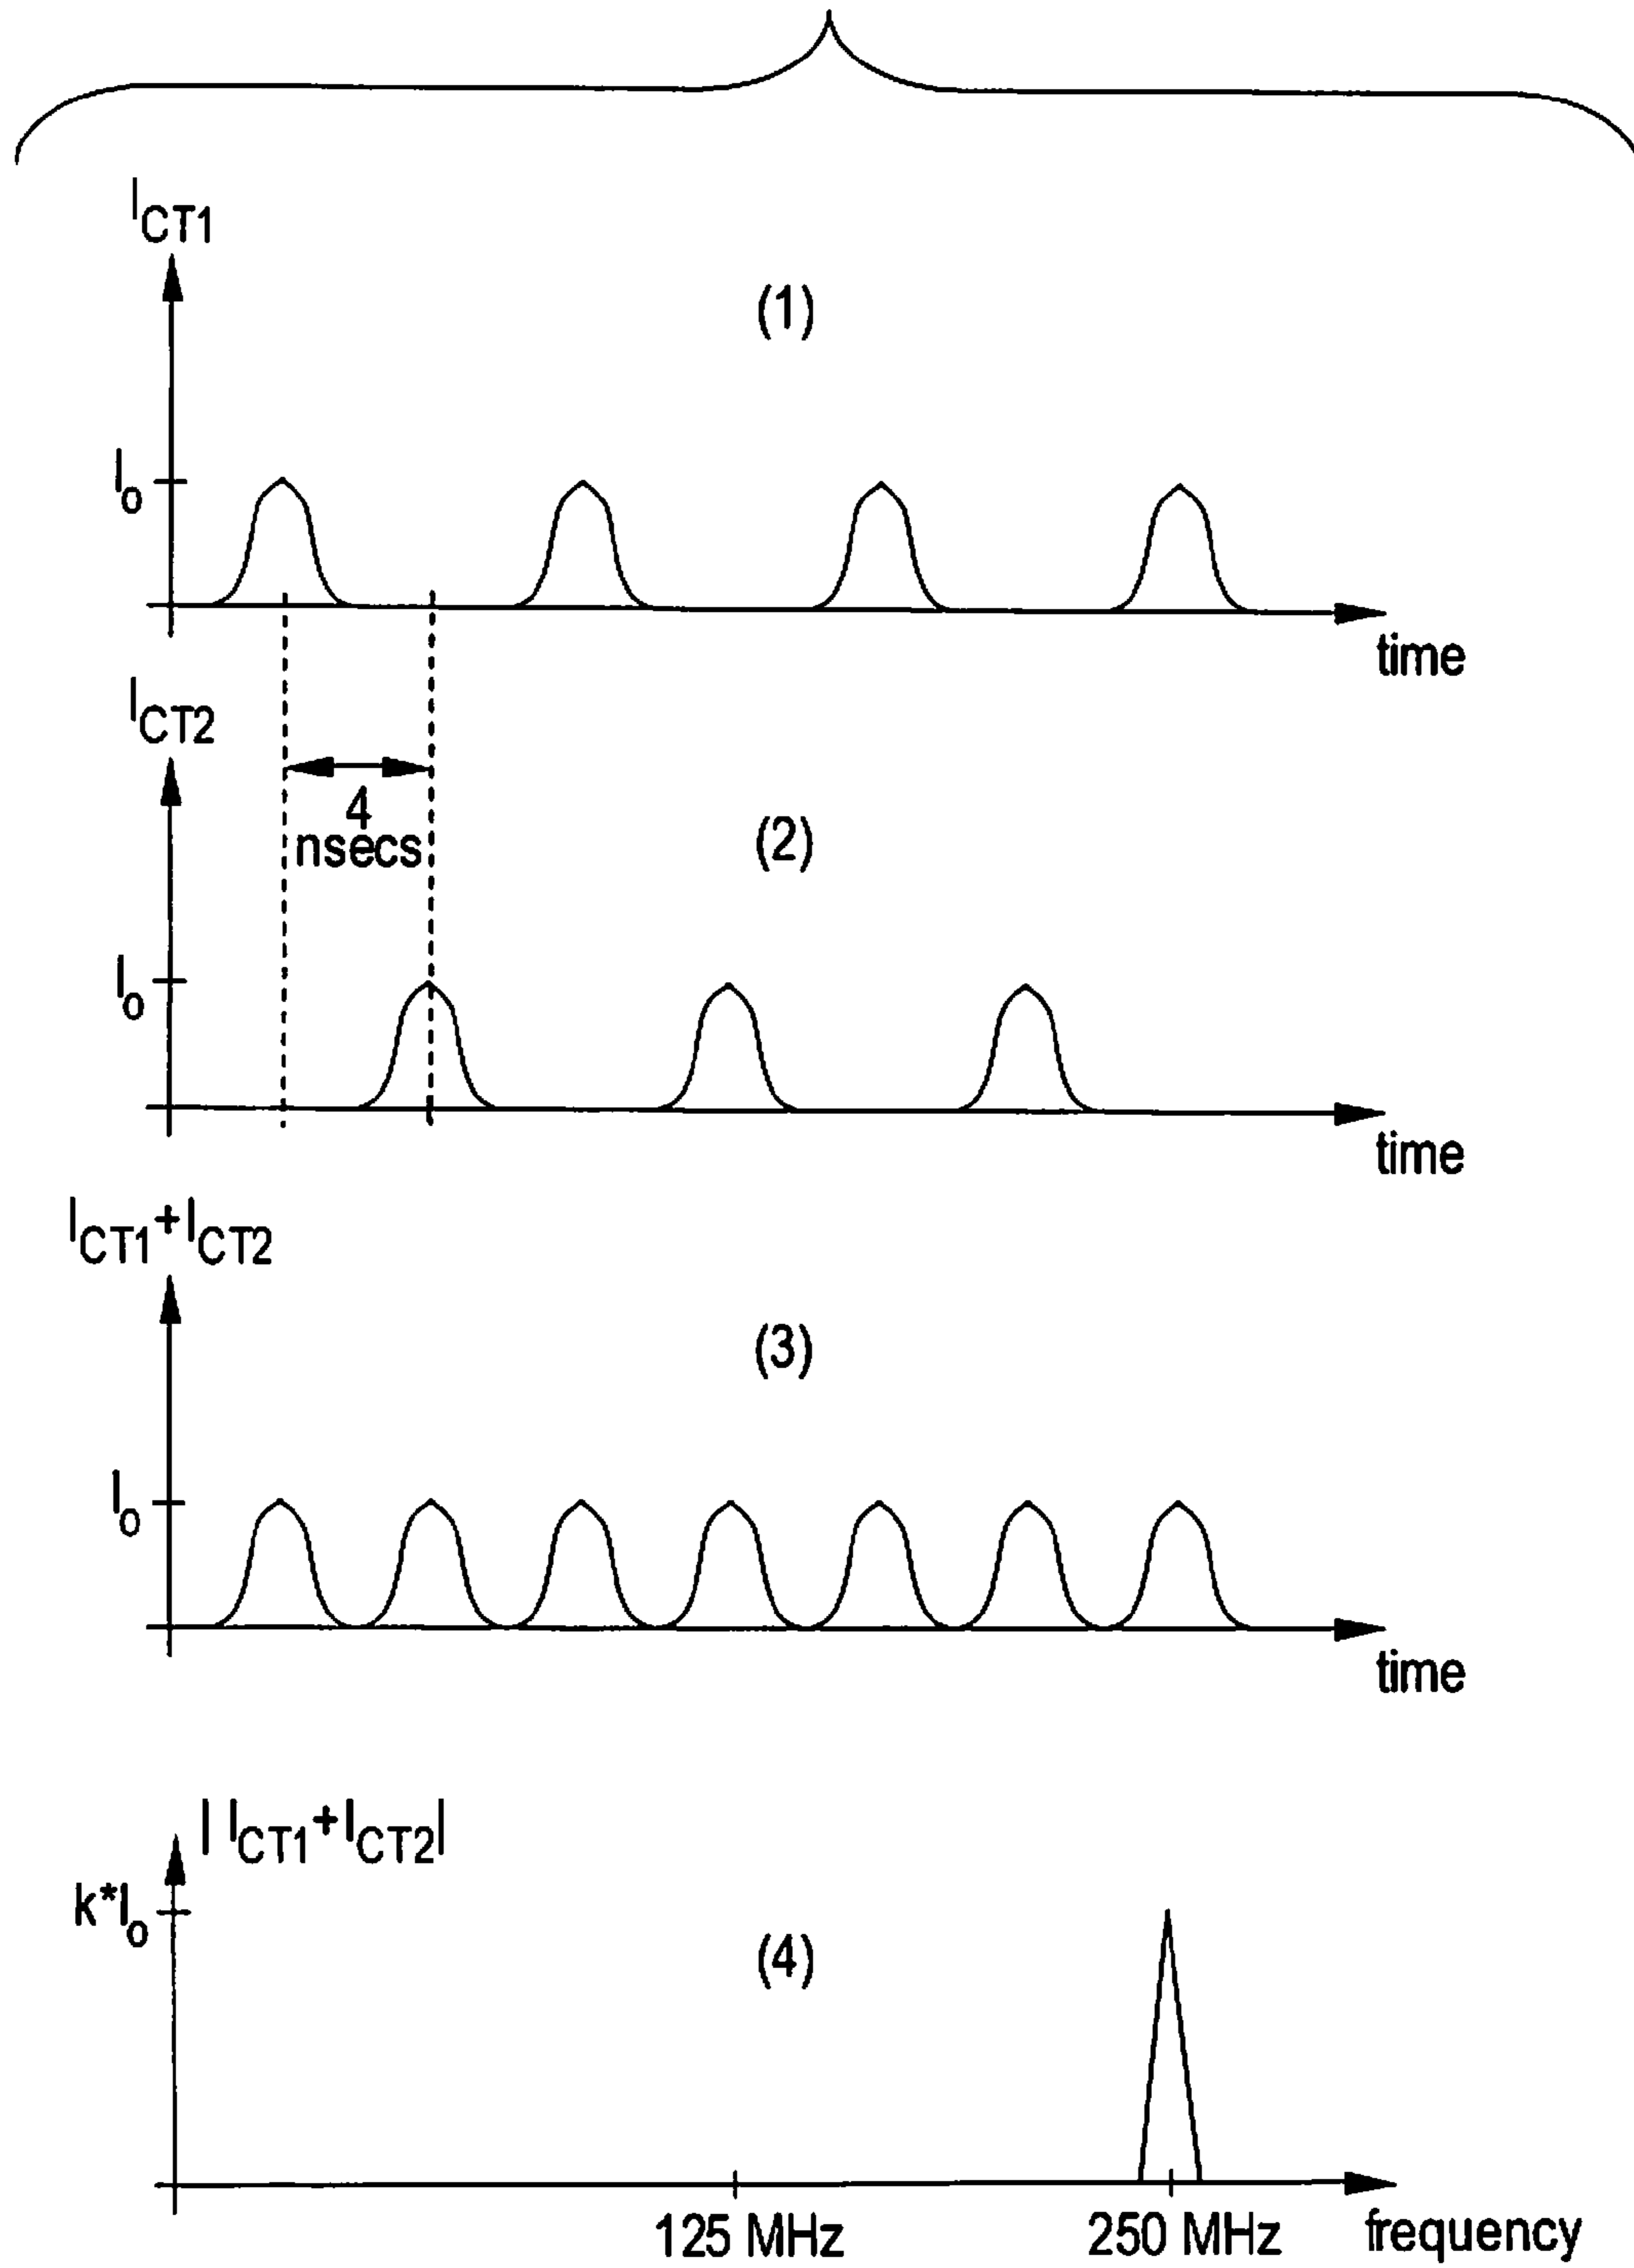 I_CT1
(1)
I_o
time
I_CT2
4
nsecs
(2)
I_o
time
I_CT1+I_CT2
(3)
I_o
time
| I_CT1+I_CT2|
k*I_o
(4)
125 MHz
250 MHz
frequency